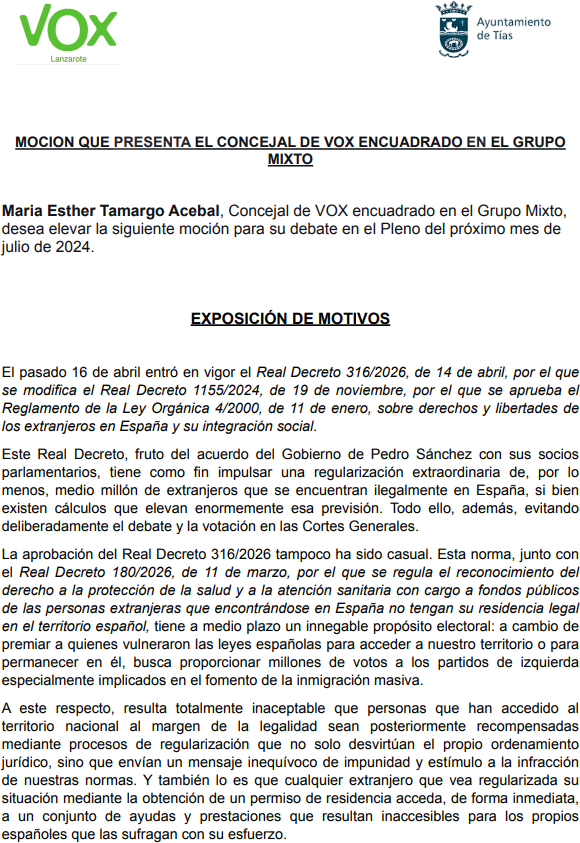 VOX
Lanzarote
Ayuntamiento
de Tías
MOCION QUE PRESENTA EL CONCEJAL DE VOX ENCUADRADO EN EL GRUPO
MIXTO
Maria Esther Tamargo Acebal, Concejal de VOX encuadrado en el Grupo Mixto,
desea elevar la siguiente moción para su debate en el Pleno del próximo mes de
julio de 2024.
EXPOSICIÓN DE MOTIVOS
El pasado 16 de abril entró en vigor el Real Decreto 316/2026, de 14 de abril, por el que
se modifica el Real Decreto 1155/2024, de 19 de noviembre, por el que se aprueba el
Reglamento de la Ley Orgánica 4/2000, de 11 de enero, sobre derechos y libertades de
los extranjeros en España y su integración social.
Este Real Decreto, fruto del acuerdo del Gobierno de Pedro Sánchez con sus socios
parlamentarios, tiene como fin impulsar una regularización extraordinaria de, por lo
menos, medio millón de extranjeros que se encuentran ilegalmente en España, si bien
existen cálculos que elevan enormemente esa previsión. Todo ello, además, evitando
deliberadamente el debate y la votación en las Cortes Generales.
La aprobación del Real Decreto 316/2026 tampoco ha sido casual. Esta norma, junto con
el Real Decreto 180/2026, de 11 de marzo, por el que se regula el reconocimiento del
derecho a la protección de la salud y a la atención sanitaria con cargo a fondos públicos
de las personas extranjeras que encontrándose en España no tengan su residencia legal
en el territorio español, tiene a medio plazo un innegable propósito electoral: a cambio de
premiar a quienes vulneraron las leyes españolas para acceder a nuestro territorio o para
permanecer en él, busca proporcionar millones de votos a los partidos de izquierda
especialmente implicados en el fomento de la inmigración masiva.
A este respecto, resulta totalmente inaceptable que personas que han accedido al
territorio nacional al margen de la legalidad sean posteriormente recompensadas
mediante procesos de regularización que no solo desvirtúan el propio ordenamiento
jurídico, sino que envían un mensaje inequívoco de impunidad y estímulo a la infracción
de nuestras normas. Y también lo es que cualquier extranjero que vea regularizada su
situación mediante la obtención de un permiso de residencia acceda, de forma inmediata,
a un conjunto de ayudas y prestaciones que resultan inaccesibles para los propios
españoles que las sufragan con su esfuerzo.